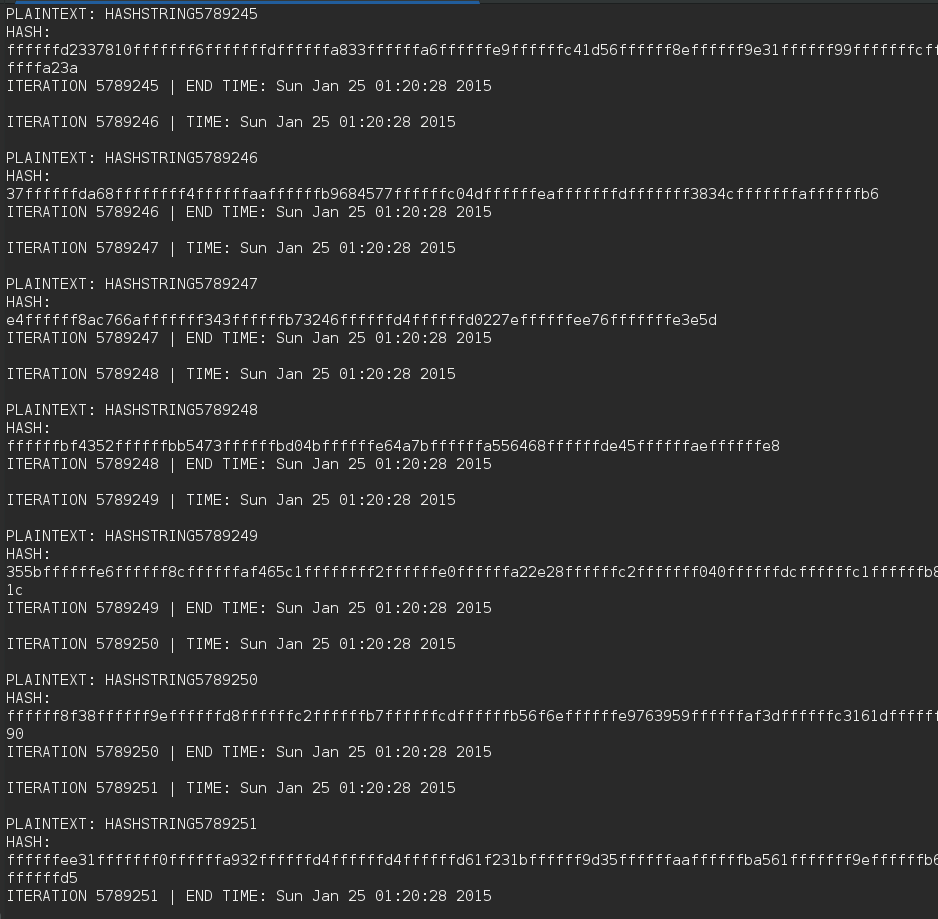 PLAINTEXT: HASHSTRING5789245
HASH:
ffffffd2337810fffffff6fffffffdffffffa833ffffffa6ffffffe9ffffffc41d56ffffff8effffff9e31ffffff99fffffffcff
ffffa23a
ITERATION 5789245 | END TIME: Sun Jan 25 01:20:28 2015
ITERATION 5789246 | TIME: Sun Jan 25 01:20:28 2015
PLAINTEXT: HASHSTRING5789246
HASH:
37ffffffda68ffffffff4ffffffaaffffffb9684577ffffffc04dffffffeafffffffdfffffff3834cfffffffaffffffb6
ITERATION 5789246 | END TIME: Sun Jan 25 01:20:28 2015
ITERATION 5789247 | TIME: Sun Jan 25 01:20:28 2015
PLAINTEXT: HASHSTRING5789247
HASH:
e4ffffff8ac766afffffff343ffffffb73246ffffffd4ffffffd0227effffffee76fffffffe3e5d
ITERATION 5789247 | END TIME: Sun Jan 25 01:20:28 2015
ITERATION 5789248 | TIME: Sun Jan 25 01:20:28 2015
PLAINTEXT: HASHSTRING5789248
HASH:
ffffffbf4352ffffffbb5473ffffffbd04bffffffe64a7bffffffa556468ffffffde45ffffffaeffffffe8
ITERATION 5789248 | END TIME: Sun Jan 25 01:20:28 2015
ITERATION 5789249 | TIME: Sun Jan 25 01:20:28 2015
PLAINTEXT: HASHSTRING5789249
HASH:
355bffffffe6ffffff8cffffffaf465c1ffffffff2ffffffe0ffffffa22e28ffffffc2fffffff040ffffffdcffffffc1ffffffb8
1c
ITERATION 5789249 | END TIME: Sun Jan 25 01:20:28 2015
ITERATION 5789250 | TIME: Sun Jan 25 01:20:28 2015
PLAINTEXT: HASHSTRING5789250
HASH:
ffffff8f38ffffff9effffffd8ffffffc2ffffffb7ffffffcdffffffb56f6effffffe9763959ffffffaf3dffffffc3161dffffff
90
ITERATION 5789250 | END TIME: Sun Jan 25 01:20:28 2015
ITERATION 5789251 | TIME: Sun Jan 25 01:20:28 2015
PLAINTEXT: HASHSTRING5789251
HASH:
ffffffee31fffffff0ffffffa932ffffffd4ffffffd4ffffffd61f231bffffff9d35ffffffaaffffffba561fffffff9effffffb6
ffffffd5
ITERATION 5789251 | END TIME: Sun Jan 25 01:20:28 2015